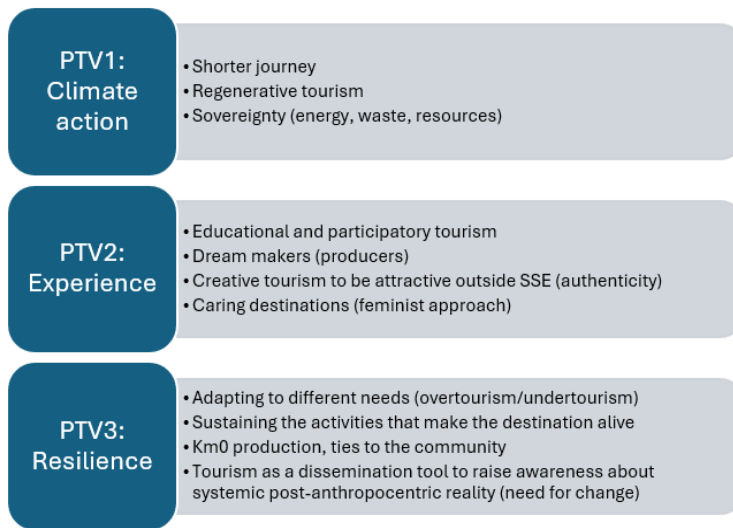 PTV1:
Climate
action
• Shorter journey
• Regenerative tourism
• Sovereignty (energy, waste, resources)
PTV2:
Experience
• Educational and participatory tourism
• Dream makers (producers)
• Creative tourism to be attractive outside SSE (authenticity)
• Caring destinations (feminist approach)
PTV3:
Resilience
• Adapting to different needs (overtourism/undertourism)
• Sustaining the activities that make the destination alive
• Km0 production, ties to the community
• Tourism as a dissemination tool to raise awareness about
systemic post-anthropocentric reality (need for change)